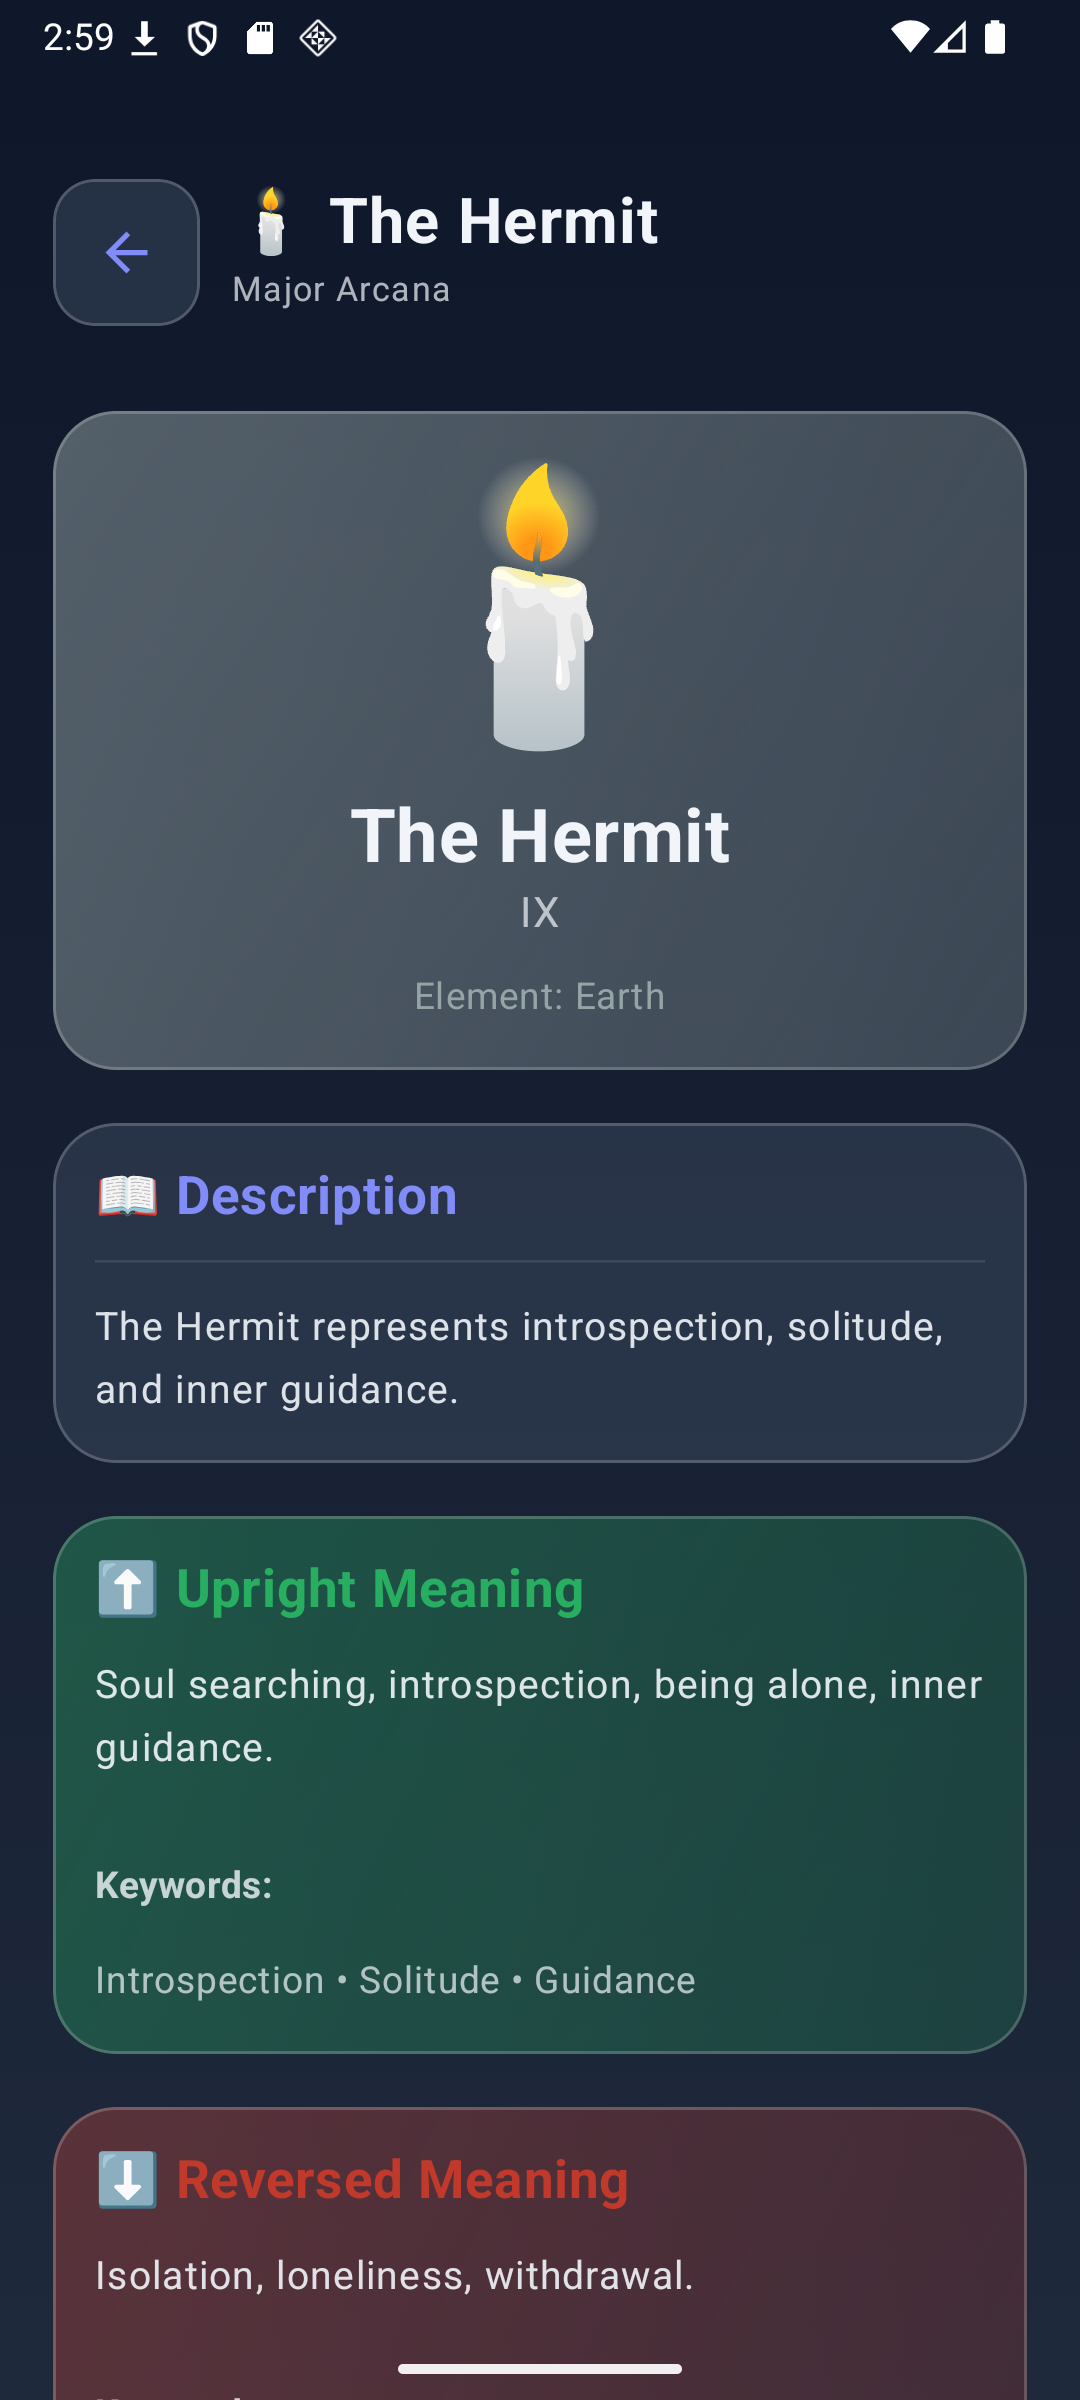 2:59
The Hermit
Major Arcana
The Hermit
IX
Element: Earth
Description
The Hermit represents introspection, solitude,
and inner guidance.
Upright Meaning
Soul searching, introspection, being alone, inner
guidance.
Keywords:
Introspection • Solitude • Guidance
Reversed Meaning
Isolation, loneliness, withdrawal.